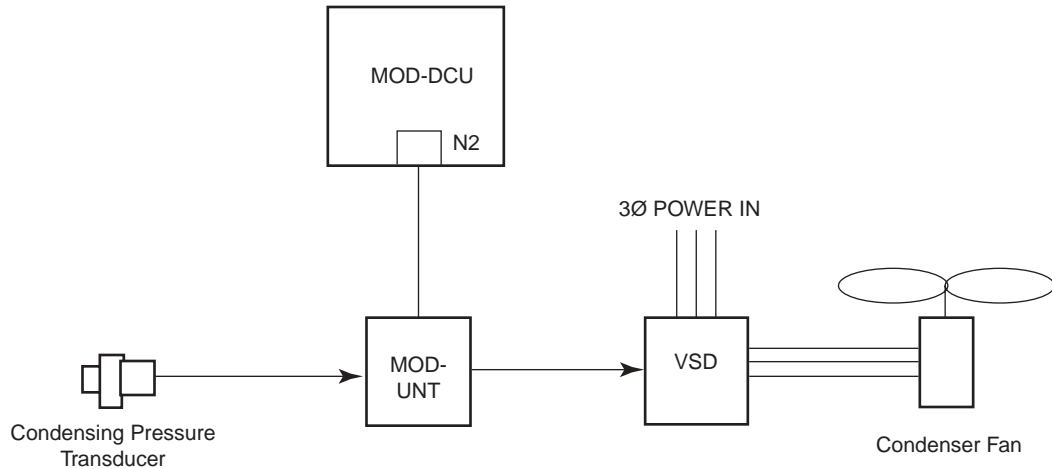 MOD-DCU
N2
3Ø POWER IN
MOD-
UNT
VSD
Condensing Pressure
Transducer
Condenser Fan